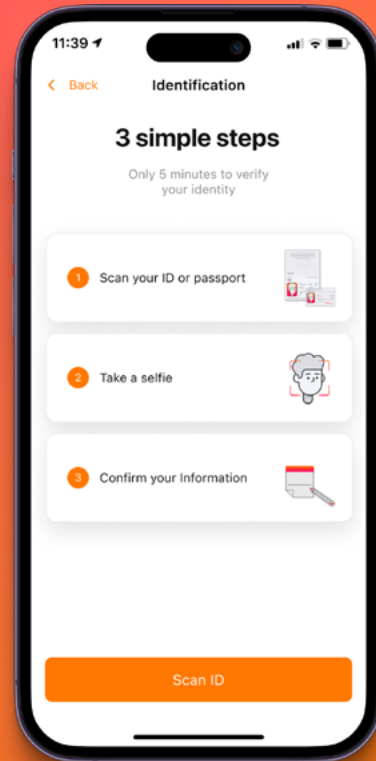 11:39
Back
Identification
3 simple steps
Only 5 minutes to verify
your identity
1 Scan your ID or passport
2 Take a selfie
3 Confirm your Information
Scan ID